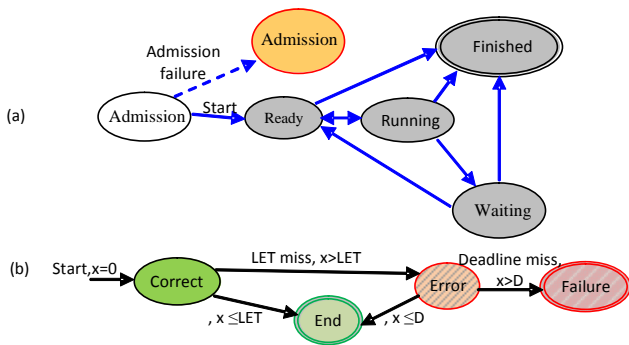 Admission
failure
Admission
Finished
(a)
Admission
Start
Ready
Running
Waiting
(b)
Start,x=0
Correct
LET miss, x>LET
Error
Deadline miss,
x>D
Failure
, x ≤LET
End
, x ≤D